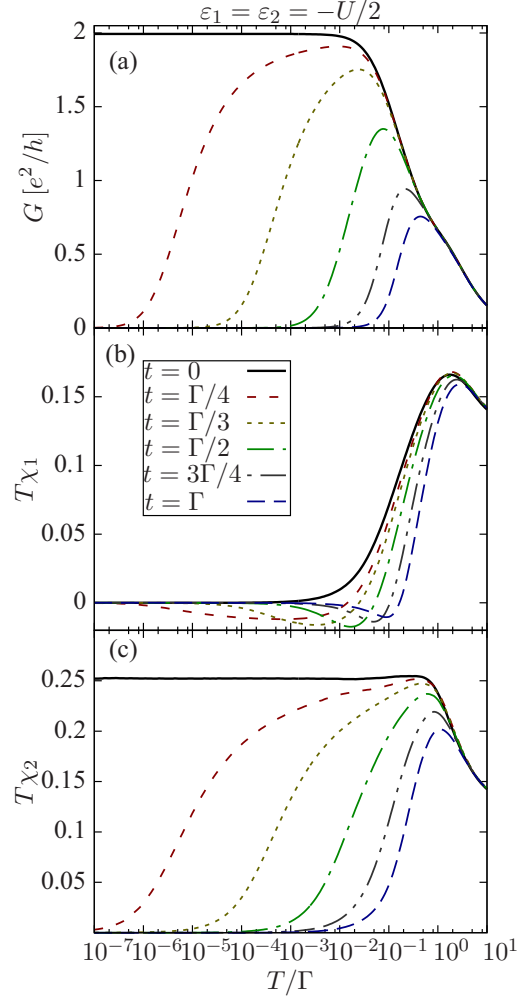 ε₁ = ε₂ = −U/2
(a)
G [e²/h]
2
1.5
1
0.5
0
(b)
Tχ₁
0.15
0.1
0.05
0
t = 0
t = Γ/4
t = Γ/3
t = Γ/2
t = 3Γ/4
t = Γ
(c)
Tχ₂
0.25
0.2
0.15
0.1
0.05
10⁻⁷ 10⁻⁶ 10⁻⁵ 10⁻⁴ 10⁻³ 10⁻² 10⁻¹ 10⁰ 10¹
T/Γ